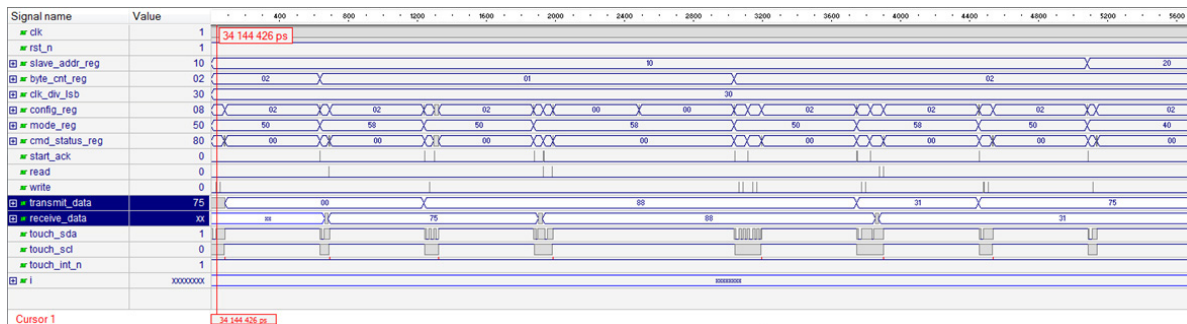 Signal name Value 400 800 1200 1600 2000 2400 2800 3200 3600 4000 4400 4800 5200 5600
clk 1 34 144 426 ps
rst_n 1
slave_addr_reg 10 10 20
byte_cnt_reg 02 02 01 02
clk_div_lsb 30 30
config_reg 08 02 02 02 00 00 02 02 02 02
mode_reg 50 50 58 50 58 50 58 50 40
cmd_status_reg 80 00 00 00 00 00 00 00 00
start_ack 0
read 0
write 0
transmit_data 75 00 88 31 75
receive_data xx xx 75 88 31
touch_sda 1
touch_scl 0
touch_int_n 1
i xxxxxxxx xxxxxxxx
Cursor 1 34 144 426 ps